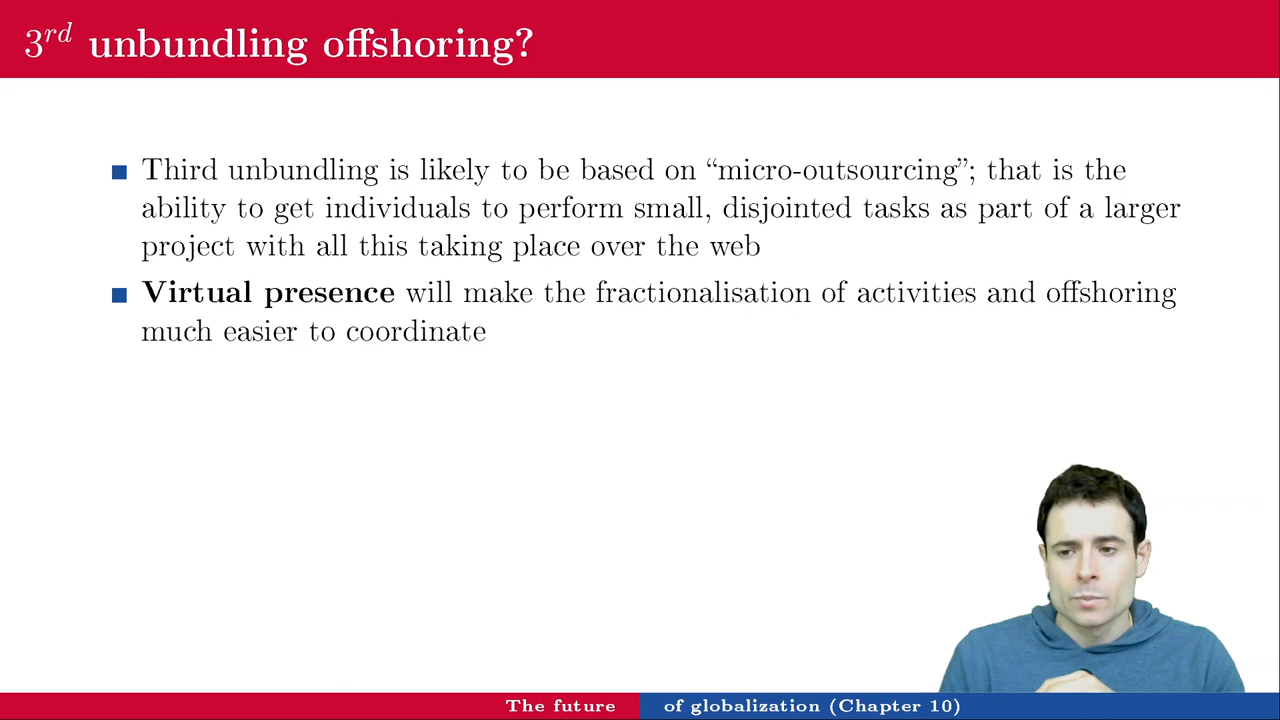 3rd unbundling offshoring?
Third unbundling is likely to be based on “micro-outsourcing”; that is the
ability to get individuals to perform small, disjointed tasks as part of a larger
project with all this taking place over the web
Virtual presence will make the fractionalisation of activities and offshoring
much easier to coordinate
The future of globalization (Chapter 10)